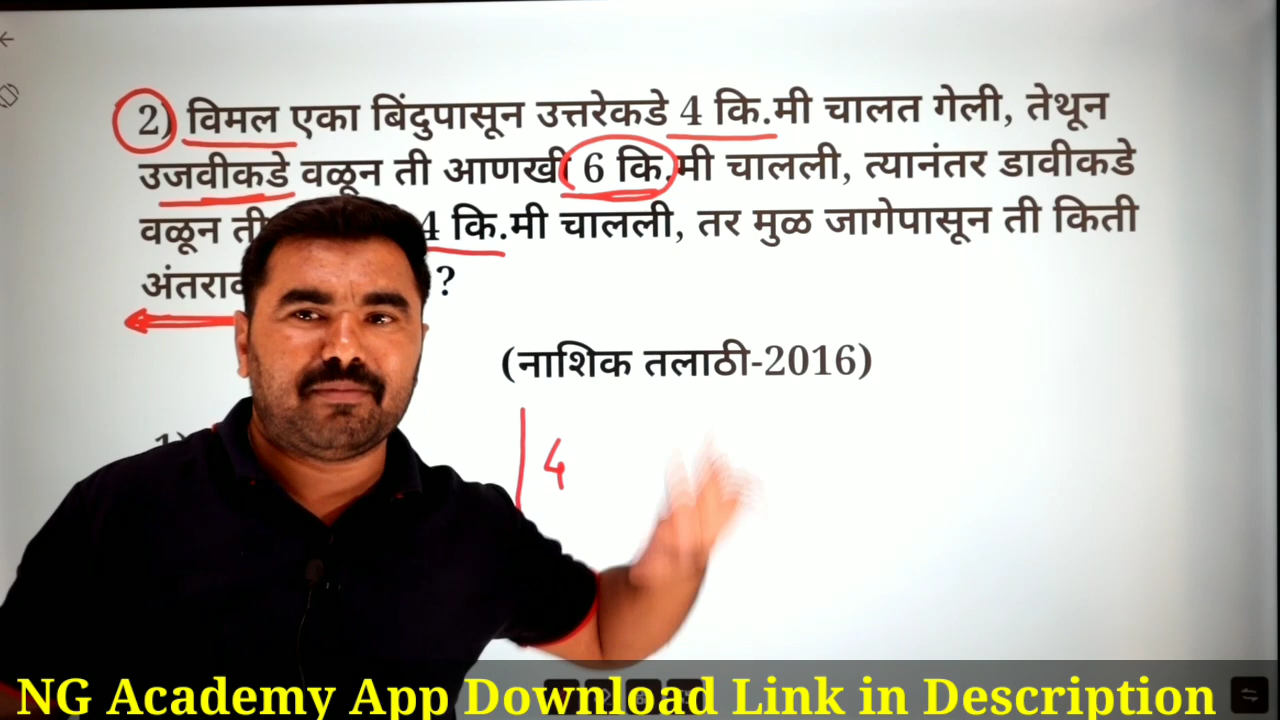 2) विमल एका बिंदुपासून उत्तरेकडे 4 कि.मी चालत गेली, तेथून
उजवीकडे वळून ती आणखी 6 कि.मी चालली, त्यानंतर डावीकडे
वळून ती 4 कि.मी चालली, तर मुळ जागेपासून ती किती
?
(नाशिक तलाठी-2016)
4
NG Academy App Download Link in Description